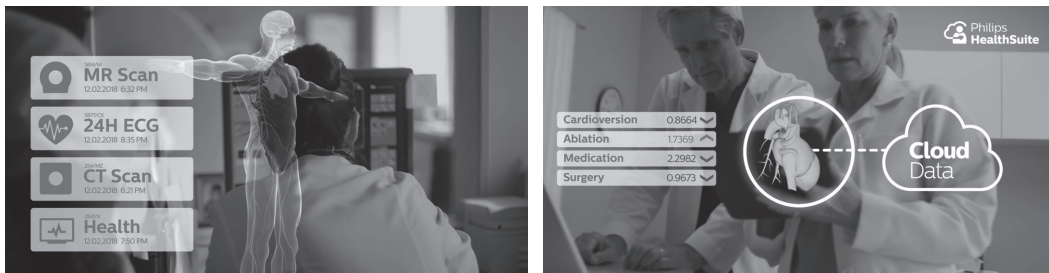 MR Scan
12.02.2018 6:32 PM
24H ECG
12.02.2018 8:35 PM
CT Scan
12.02.2018 6:21 PM
Health
12.02.2018 7:50 PM
Philips
HealthSuite
Cardioversion 0.8664
Ablation 1.7369
Medication 2.2982
Surgery 0.9673
Cloud
Data